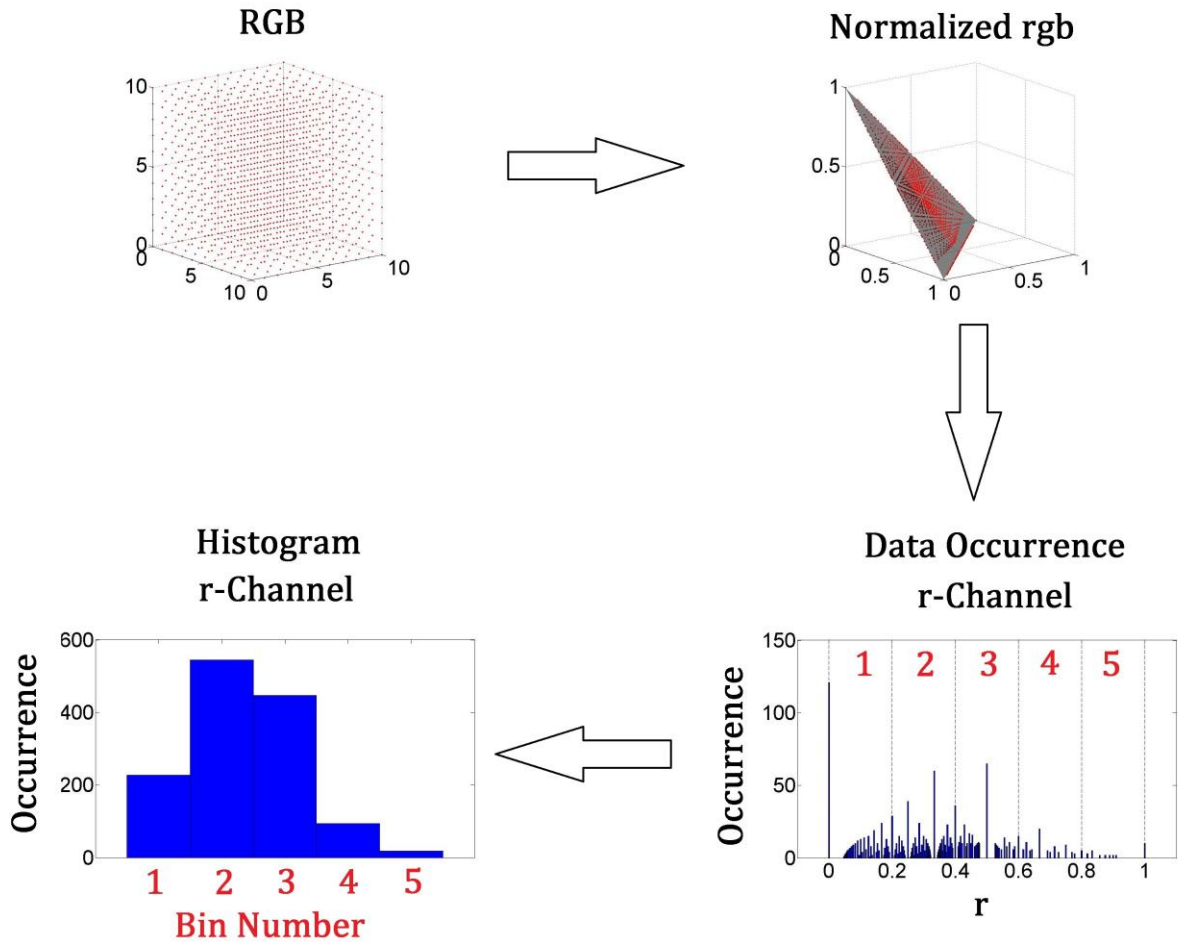 RGB
10
5
0
0
5
10
0
5
10
Normalized rgb
1
0.5
0
0
0.5
1
0
0.5
1
Histogram
r-Channel
Occurrence
600
400
200
0
1 2 3 4 5
Bin Number
Data Occurrence
r-Channel
Occurrence
150
100
50
0
1 2 3 4 5
0 0.2 0.4 0.6 0.8 1
r